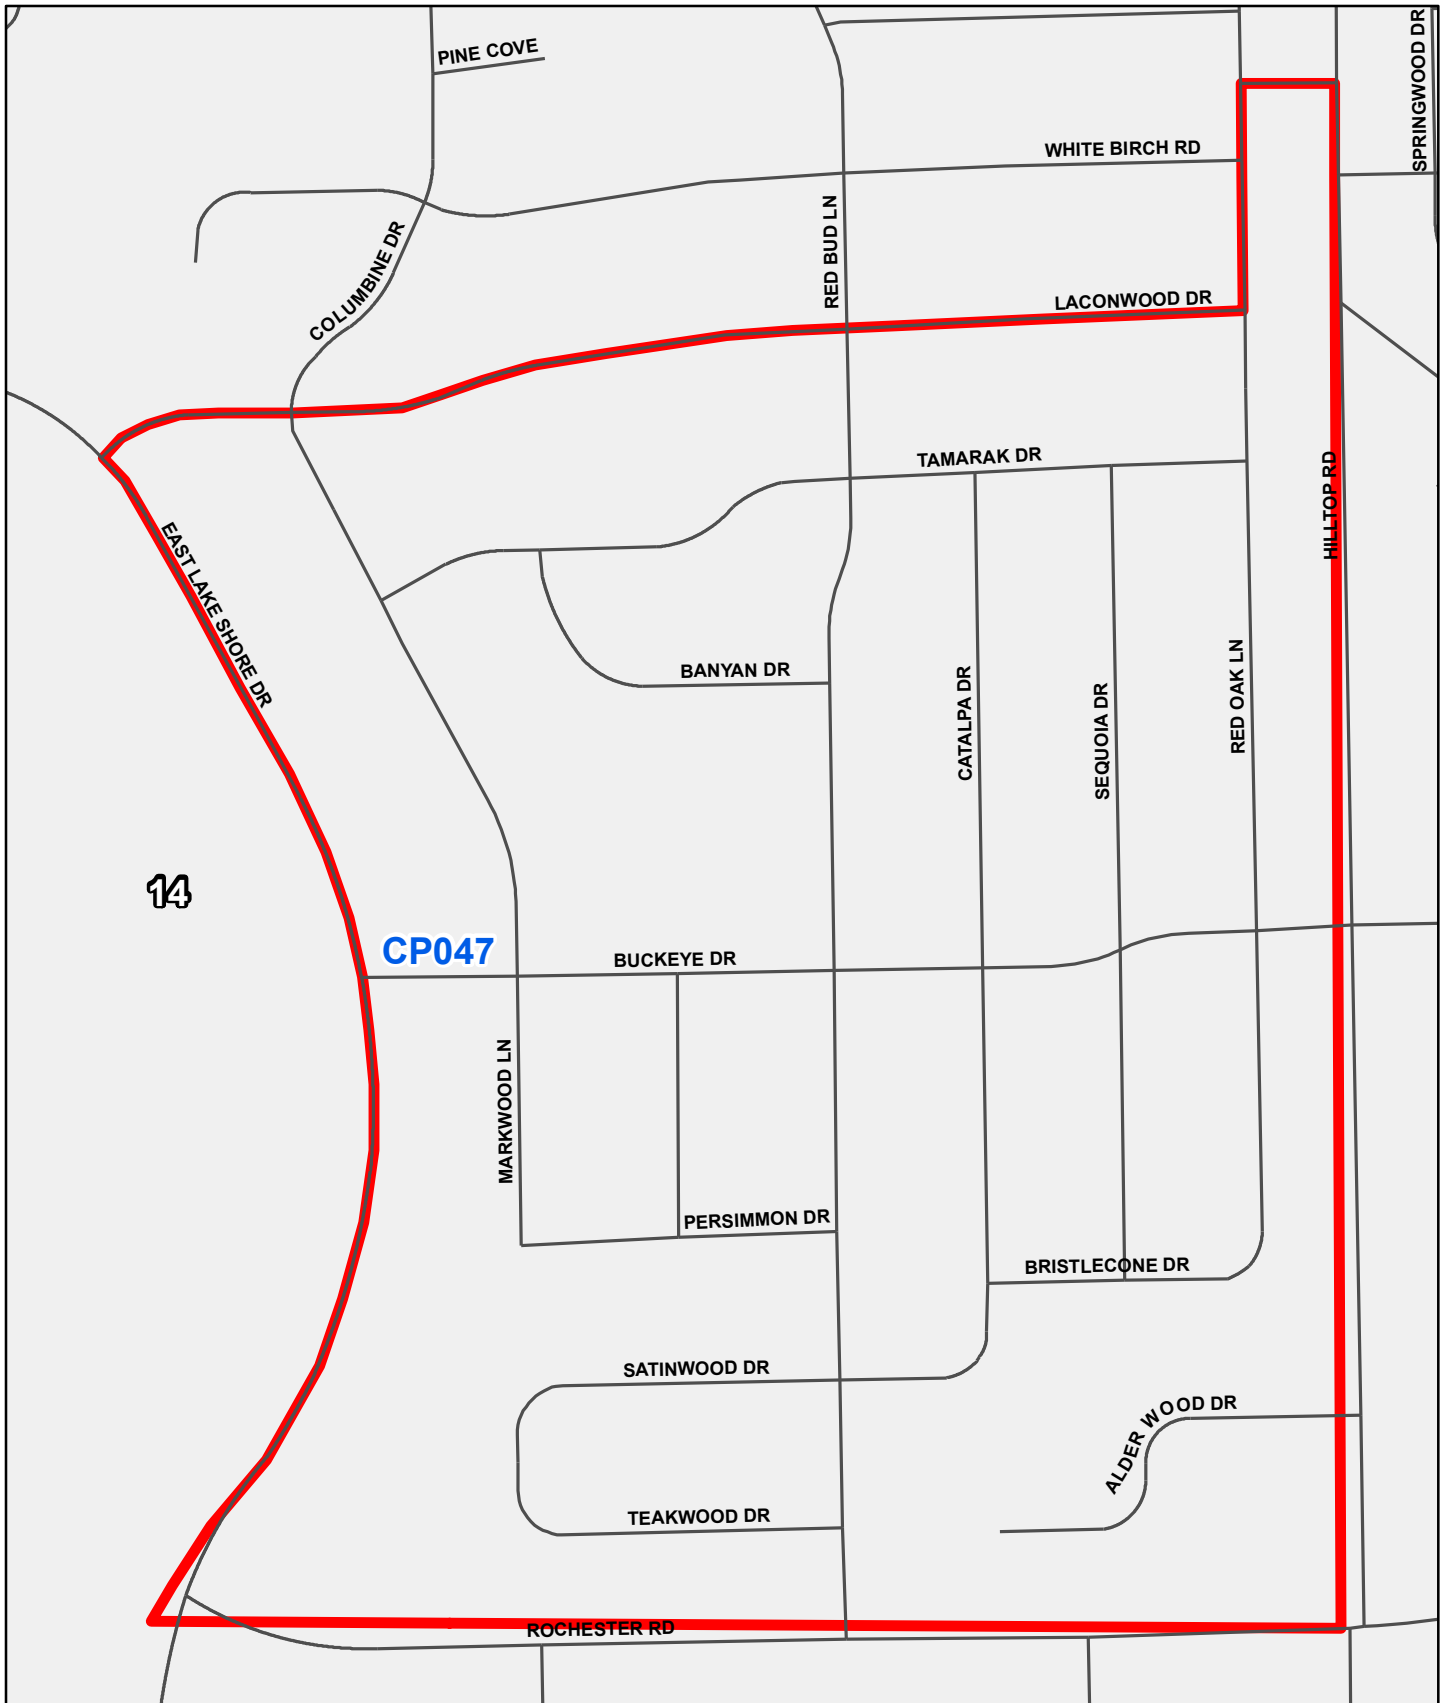 PINE COVE
SPRINGWOOD DR
WHITE BIRCH RD
RED BUD LN
COLUMBINE DR
LACONWOOD DR
TAMARAK DR
HILLTOP RD
EAST LAKE SHORE DR
BANYAN DR
CATALPA DR
SEQUOIA DR
RED OAK LN
14
CP047
BUCKEYE DR
MARKWOOD LN
PERSIMMON DR
BRISTLECONE DR
SATINWOOD DR
ALDER WOOD DR
TEAKWOOD DR
ROCHESTER RD